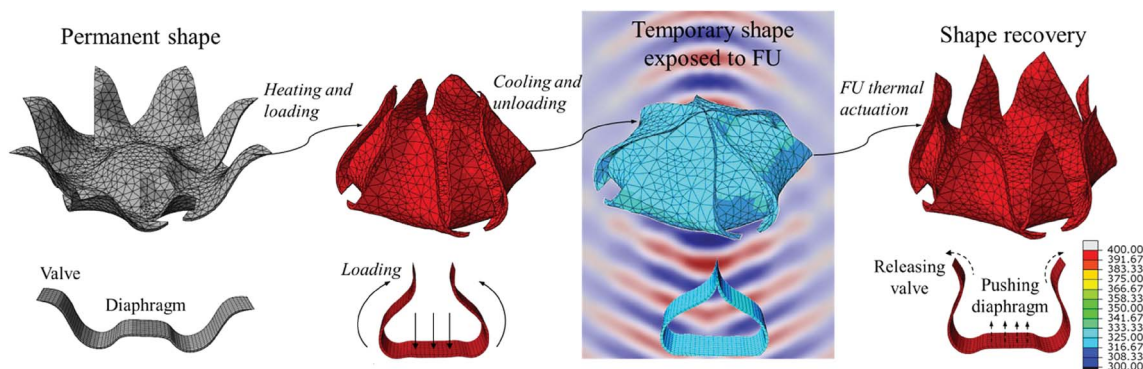 Permanent shape
Heating and
loading
Cooling and
unloading
Temporary shape
exposed to FU
FU thermal
actuation
Shape recovery
Valve
Diaphragm
Loading
Releasing
valve
Pushing
diaphragm
400.00
391.67
383.33
375.00
366.67
358.33
350.00
341.67
333.33
325.00
316.67
308.33
300.00